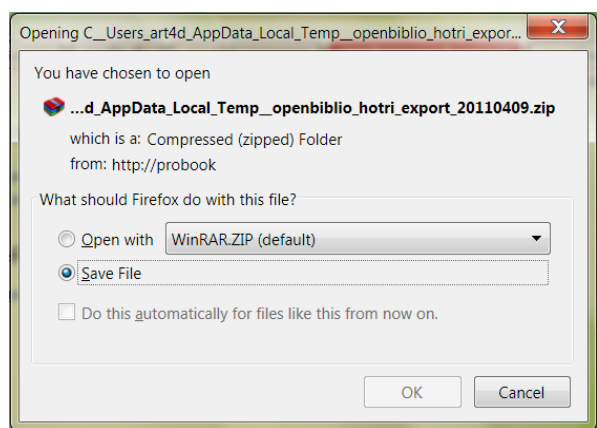 Opening C__Users_art4d_AppData_Local_Temp__openbiblio_hotri_expor...
You have chosen to open
...d_AppData_Local_Temp__openbiblio_hotri_export_20110409.zip
which is a: Compressed (zipped) Folder
from: http://probook
What should Firefox do with this file?
Open with WinRAR.ZIP (default)
Save File
Do this automatically for files like this from now on.
OK Cancel